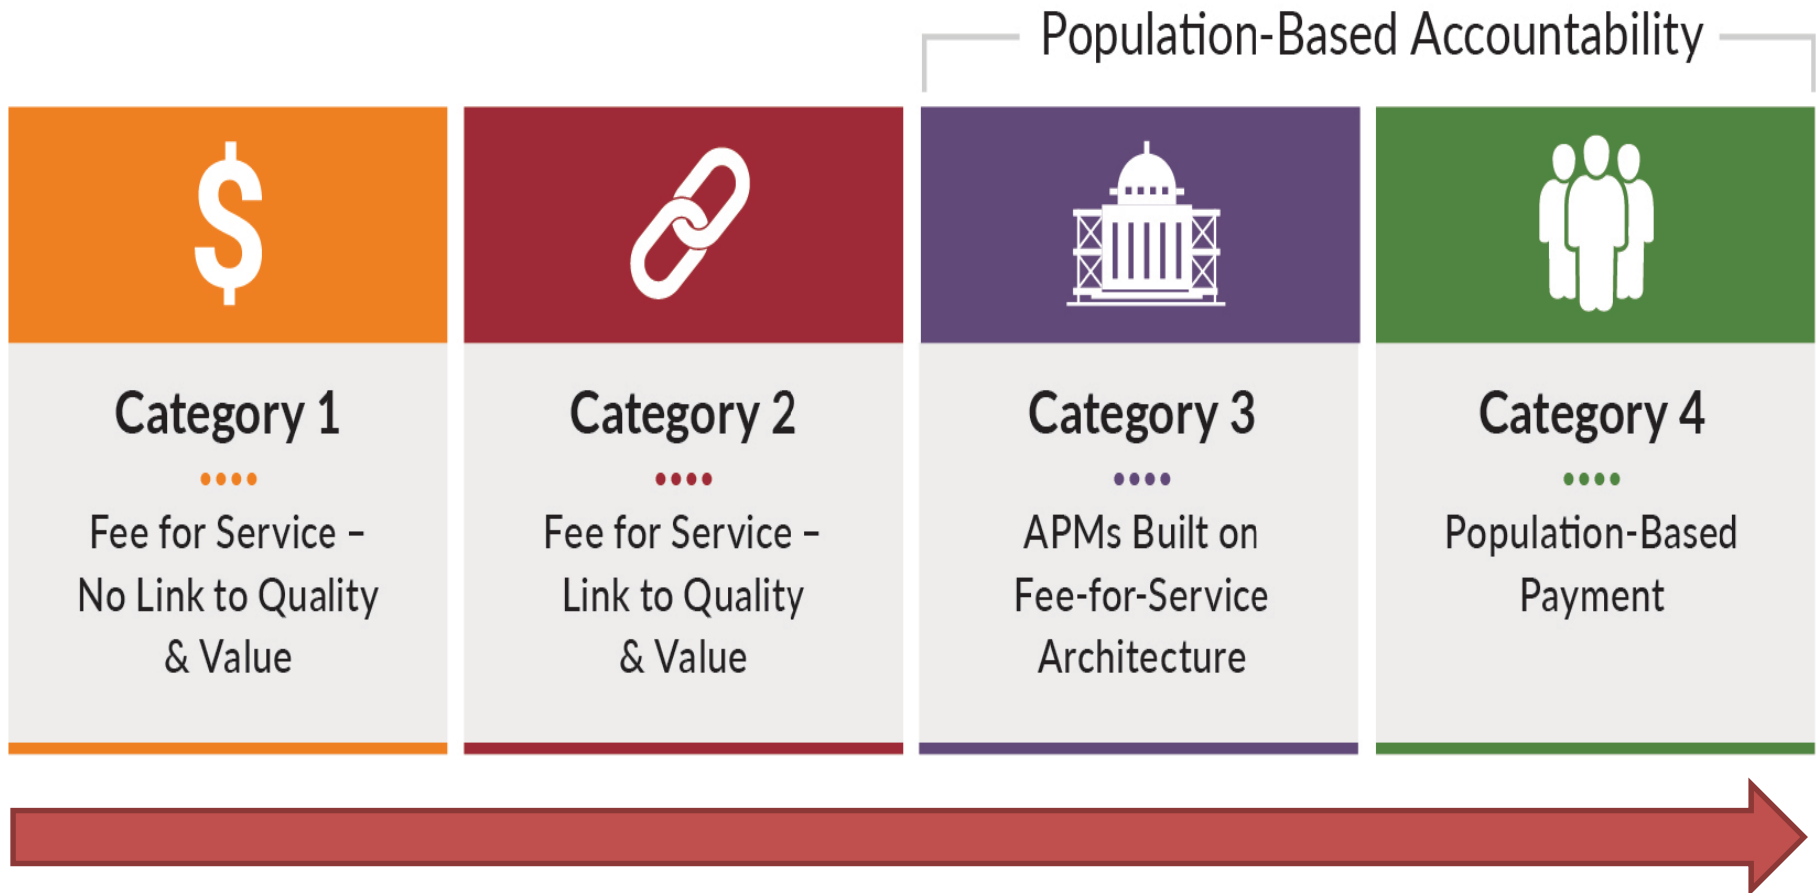 Population-Based Accountability
$
Category 1
Fee for Service –
No Link to Quality
& Value
Category 2
Fee for Service –
Link to Quality
& Value
Category 3
APMs Built on
Fee-for-Service
Architecture
Category 4
Population-Based
Payment